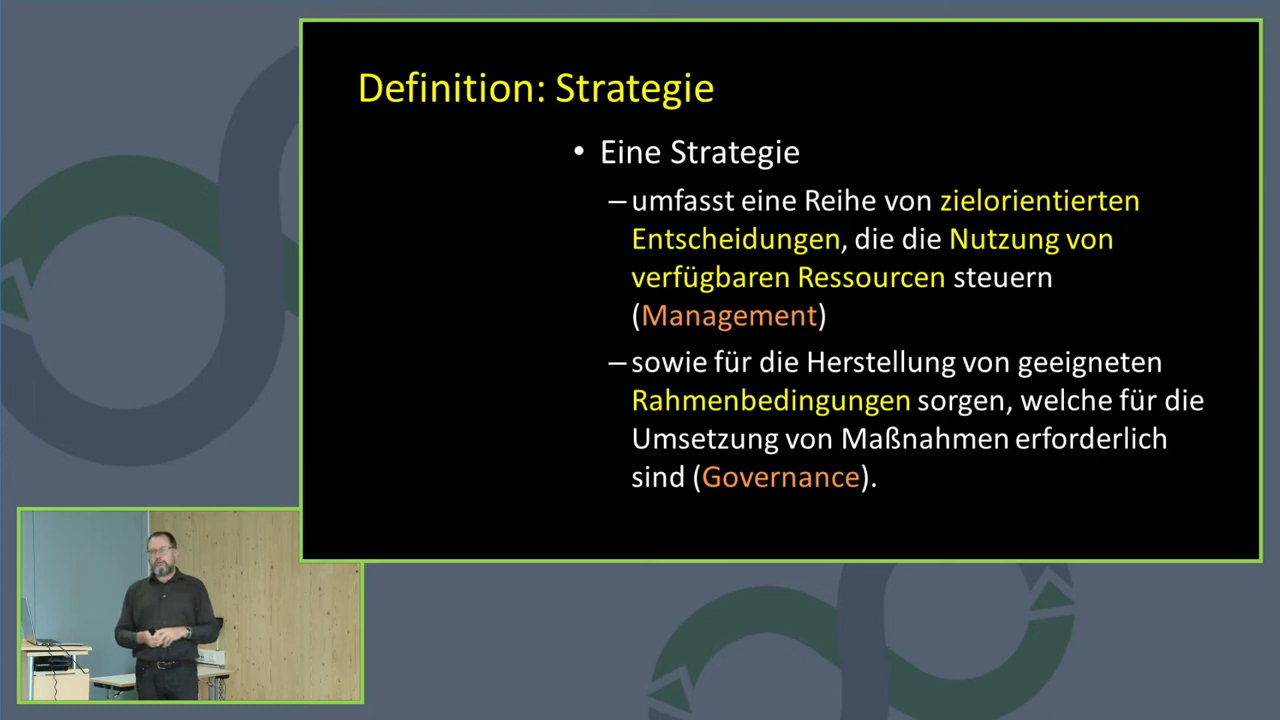 Definition: Strategie
• Eine Strategie
– umfasst eine Reihe von zielorientierten
Entscheidungen, die die Nutzung von
verfügbaren Ressourcen steuern
(Management)
– sowie für die Herstellung von geeigneten
Rahmenbedingungen sorgen, welche für die
Umsetzung von Maßnahmen erforderlich
sind (Governance).